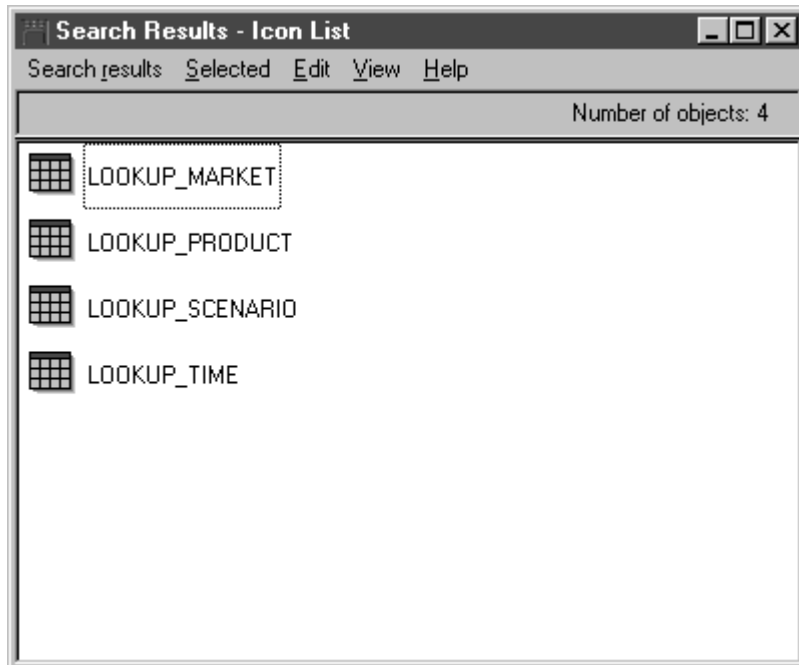 Search Results - Icon List
Search results Selected Edit View Help
Number of objects: 4
LOOKUP_MARKET
LOOKUP_PRODUCT
LOOKUP_SCENARIO
LOOKUP_TIME